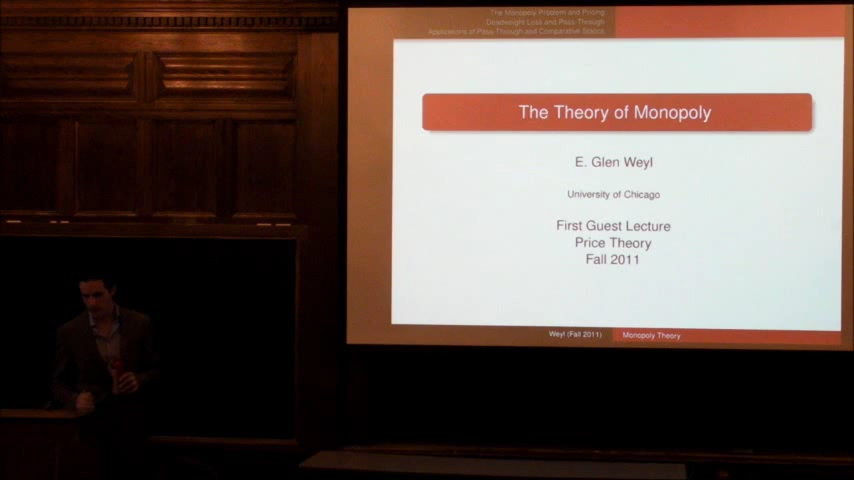 The Monopoly Problem and Pricing
Deadweight Loss and Pass-Through
Applications of Pass-Through and Comparative Statics
The Theory of Monopoly
E. Glen Weyl
University of Chicago
First Guest Lecture
Price Theory
Fall 2011
Weyl (Fall 2011)
Monopoly Theory